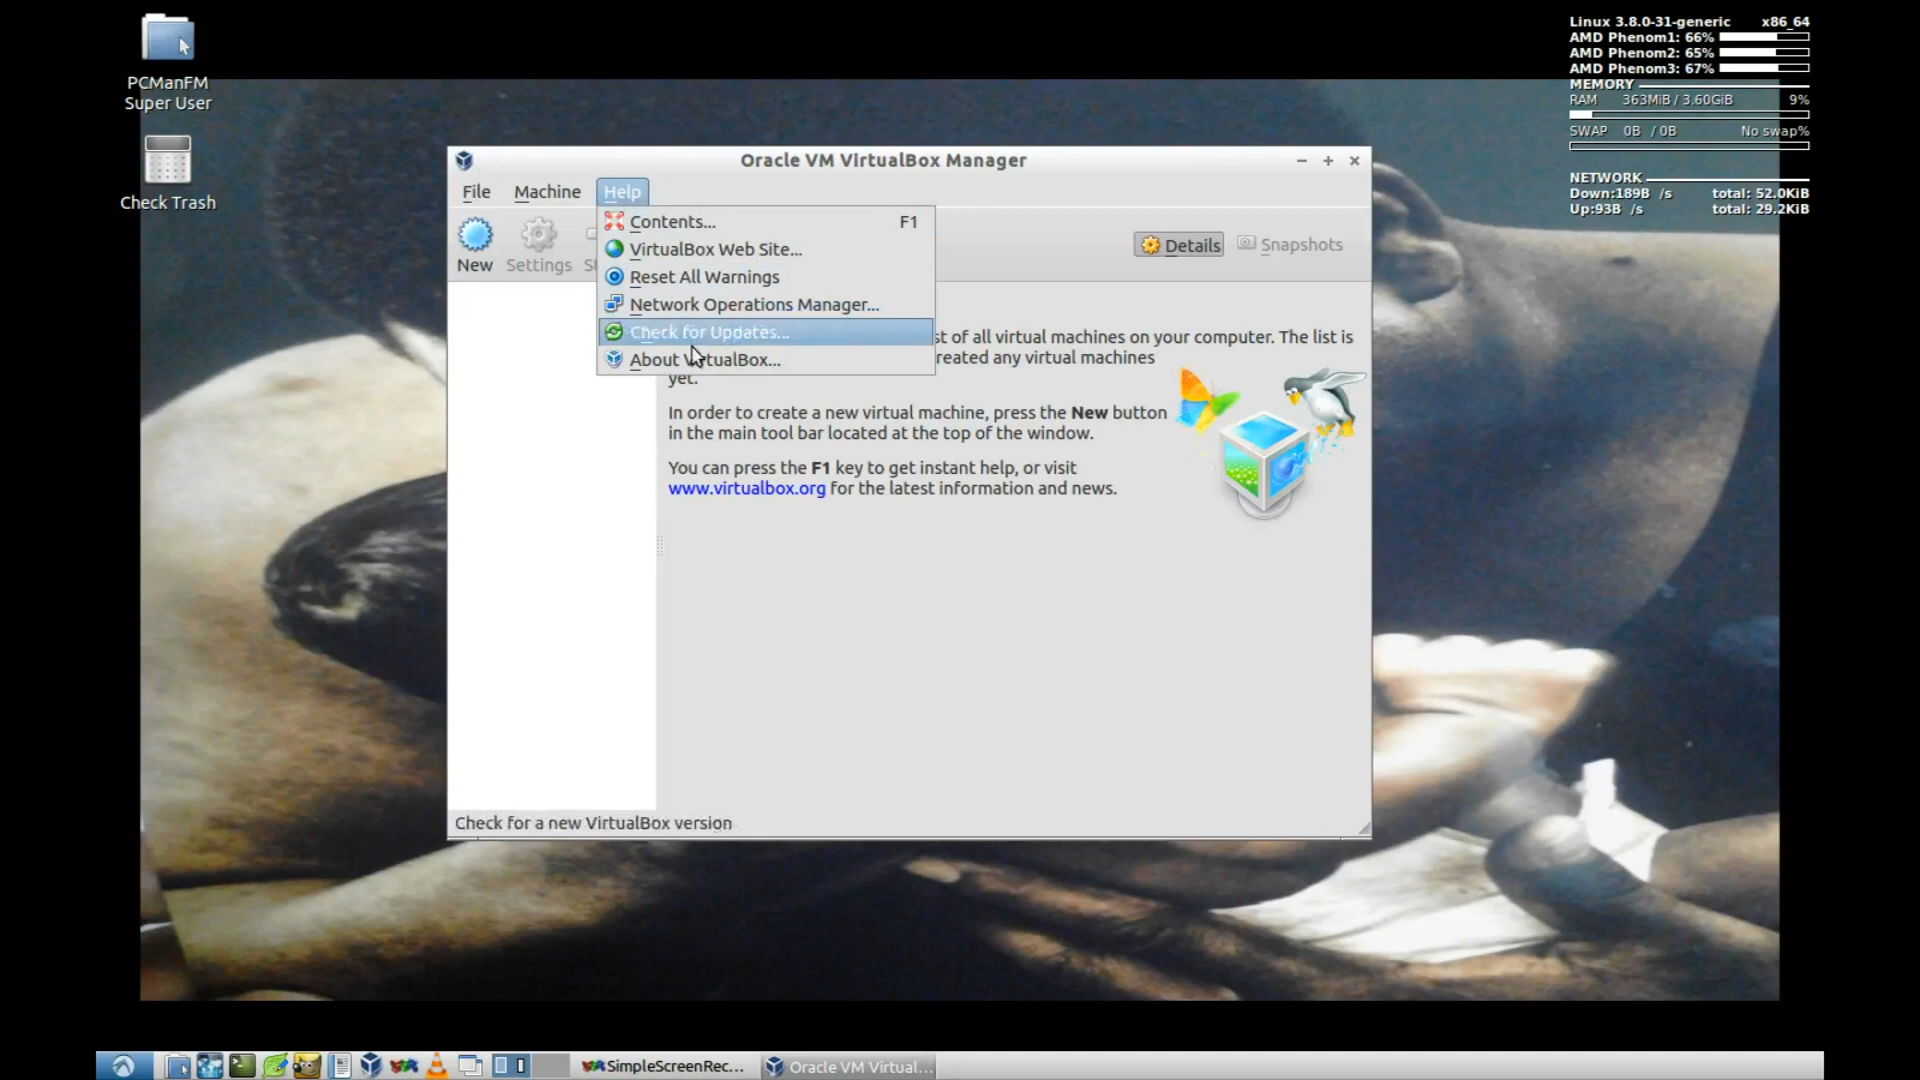 PCManFM
Super User
Check Trash
Linux 3.8.0-31-generic x86_64
AMD Phenom1: 66%
AMD Phenom2: 65%
AMD Phenom3: 67%
MEMORY
RAM 363MiB / 3.60GiB 9%
SWAP 0B / 0B No swap%
NETWORK
Down:189B /s total: 52.0KiB
Up:93B /s total: 29.2KiB
Oracle VM VirtualBox Manager
File Machine Help
New Settings St
Details Snapshots
Contents... F1
VirtualBox Web Site...
Reset All Warnings
Network Operations Manager...
Check for Updates...
About VirtualBox...
st of all virtual machines on your computer. The list is
reated any virtual machines
yet.
In order to create a new virtual machine, press the New button
in the main tool bar located at the top of the window.
You can press the F1 key to get instant help, or visit
www.virtualbox.org for the latest information and news.
Check for a new VirtualBox version
SimpleScreenRec... Oracle VM Virtual...